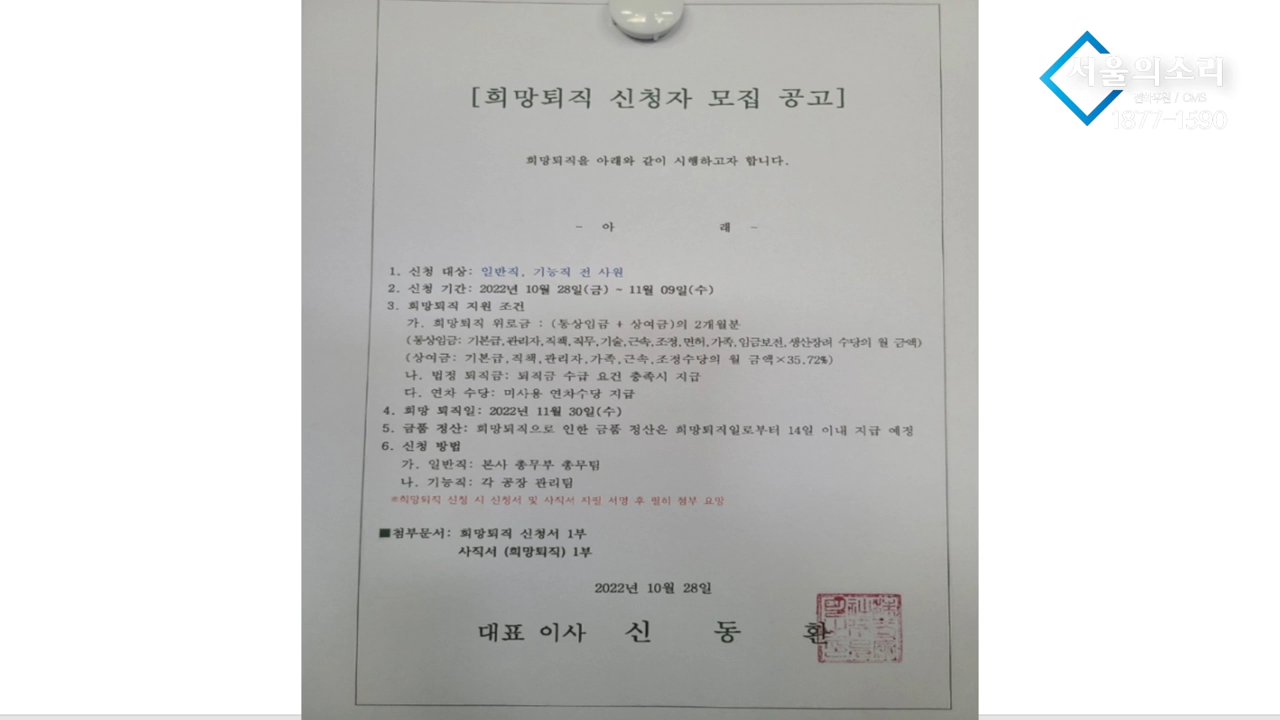 서울의소리
1877-1590
[희망퇴직 신청자 모집 공고]
희망퇴직을 아래와 같이 시행하고자 합니다.
- 아 래 -
1. 신청 대상: 일반직, 기능직 전 사원
2. 신청 기간: 2022년 10월 28일(금) ~ 11월 09일(수)
3. 희망퇴직 지원 조건
가. 희망퇴직 위로금 : (통상임금 + 상여금)의 2개월분
(통상임금: 기본급,관리자,직책,직무,기술,근속,조정,면허,가족,임금보전,생산장려 수당의 월 금액)
(상여금: 기본급,직책,관리자,가족,근속,조정수당의 월 금액×35.72%)
나. 법정 퇴직금: 퇴직금 수급 요건 충족시 지급
다. 연차 수당: 미사용 연차수당 지급
4. 희망 퇴직일: 2022년 11월 30일(수)
5. 금품 정산: 희망퇴직으로 인한 금품 정산은 희망퇴직일로부터 14일 이내 지급 예정
6. 신청 방법
가. 일반직: 본사 총무부 총무팀
나. 기능직: 각 공장 관리팀
※희망퇴직 신청 시 신청서 및 사직서 자필 서명 후 필히 첨부 요망
■첨부문서: 희망퇴직 신청서 1부
사직서 (희망퇴직) 1부
2022년 10월 28일
대표 이사 신 동 환